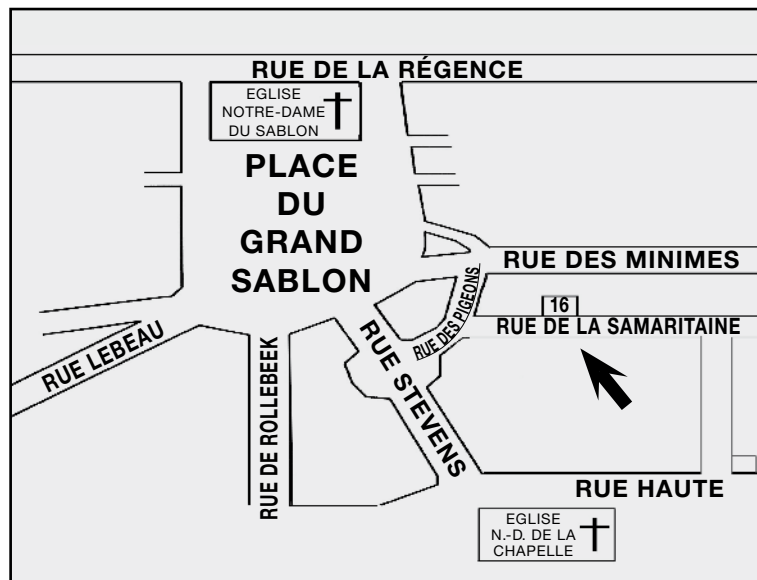 RUE DE LA RÉGENCE
EGLISE
NOTRE-DAME
DU SABLON
PLACE
DU
GRAND
SABLON
RUE DES MINIMES
RUE DES PIGEONS
16
RUE DE LA SAMARITAINE
RUE LEBEAU
RUE DE ROLLEBEEK
RUE STEVENS
RUE HAUTE
EGLISE
N.-D. DE LA
CHAPELLE